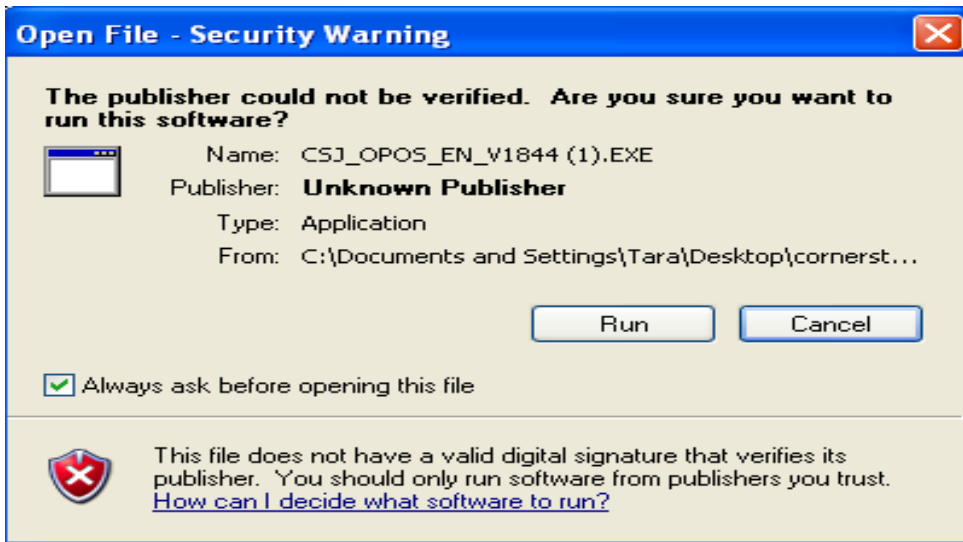 Open File - Security Warning
The publisher could not be verified.  Are you sure you want to
run this software?
Name: CSJ_OPOS_EN_V1844 (1).EXE
Publisher: Unknown Publisher
Type: Application
From: C:\Documents and Settings\Tara\Desktop\cornerst...
Run Cancel
Always ask before opening this file
This file does not have a valid digital signature that verifies its
publisher.  You should only run software from publishers you trust.
How can I decide what software to run?